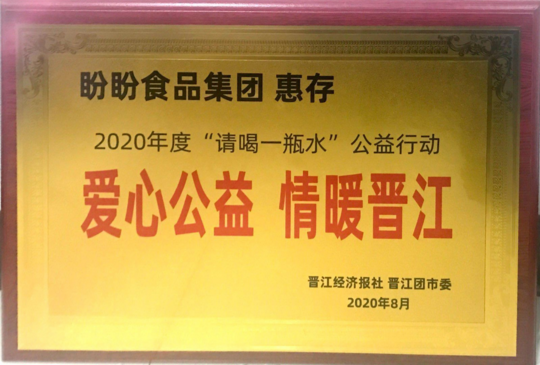 盼盼食品集团 惠存
2020年度“请喝一瓶水”公益行动
爱心公益 情暖晋江
晋江经济报社 晋江团市委
2020年8月